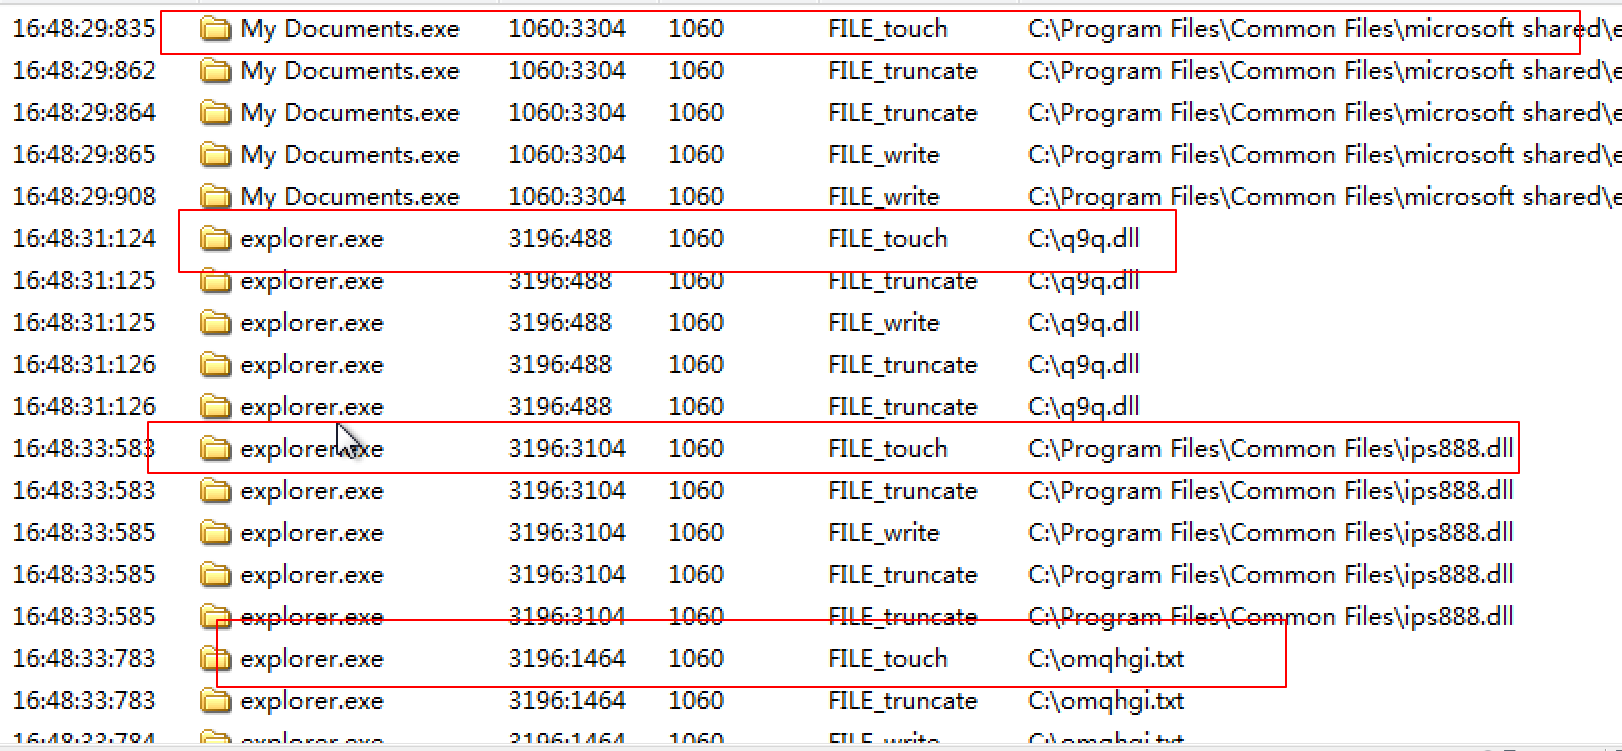 16:48:29:835 My Documents.exe 1060:3304 1060 FILE_touch C:\Program Files\Common Files\microsoft shared\e
16:48:29:862 My Documents.exe 1060:3304 1060 FILE_truncate C:\Program Files\Common Files\microsoft shared\e
16:48:29:864 My Documents.exe 1060:3304 1060 FILE_truncate C:\Program Files\Common Files\microsoft shared\e
16:48:29:865 My Documents.exe 1060:3304 1060 FILE_write C:\Program Files\Common Files\microsoft shared\e
16:48:29:908 My Documents.exe 1060:3304 1060 FILE_write C:\Program Files\Common Files\microsoft shared\e
16:48:31:124 explorer.exe 3196:488 1060 FILE_touch C:\q9q.dll
16:48:31:125 explorer.exe 3196:488 1060 FILE_truncate C:\q9q.dll
16:48:31:125 explorer.exe 3196:488 1060 FILE_write C:\q9q.dll
16:48:31:126 explorer.exe 3196:488 1060 FILE_truncate C:\q9q.dll
16:48:31:126 explorer.exe 3196:488 1060 FILE_truncate C:\q9q.dll
16:48:33:583 explorer.exe 3196:3104 1060 FILE_touch C:\Program Files\Common Files\ips888.dll
16:48:33:583 explorer.exe 3196:3104 1060 FILE_truncate C:\Program Files\Common Files\ips888.dll
16:48:33:585 explorer.exe 3196:3104 1060 FILE_write C:\Program Files\Common Files\ips888.dll
16:48:33:585 explorer.exe 3196:3104 1060 FILE_truncate C:\Program Files\Common Files\ips888.dll
16:48:33:585 explorer.exe 3196:3104 1060 FILE_truncate C:\Program Files\Common Files\ips888.dll
16:48:33:783 explorer.exe 3196:1464 1060 FILE_touch C:\omqhgi.txt
16:48:33:783 explorer.exe 3196:1464 1060 FILE_truncate C:\omqhgi.txt
16:48:33:784 explorer.exe 3196:1464 1060 FILE_write C:\omqhgi.txt